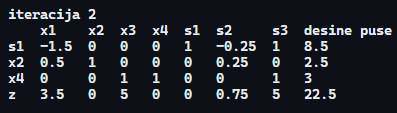 iteracija 2
x1 x2 x3 x4 s1 s2 s3 desine puse
s1 −1.5 0 0 0 1 −0.25 1 8.5
x2 0.5 1 0 0 0 0.25 0 2.5
x4 0 0 1 1 0 0 1 3
z 3.5 0 5 0 0 0.75 5 22.5